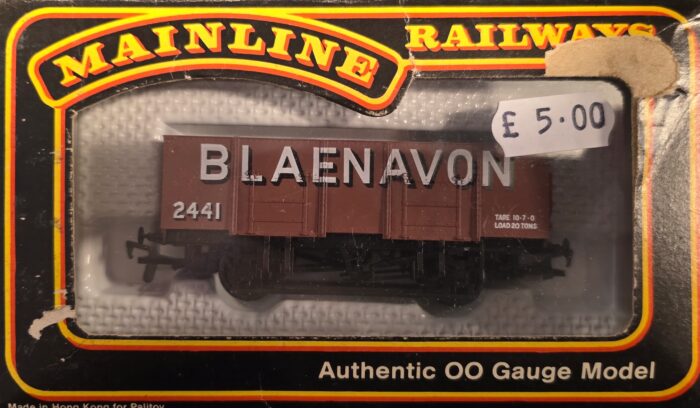 MAINLINE RAILWAYS
£ 5.00
BLAENAVON
2441
TARE 10-7-0
LOAD 20 TONS
Authentic OO Gauge Model
Made in Hong Kong for Palitoy